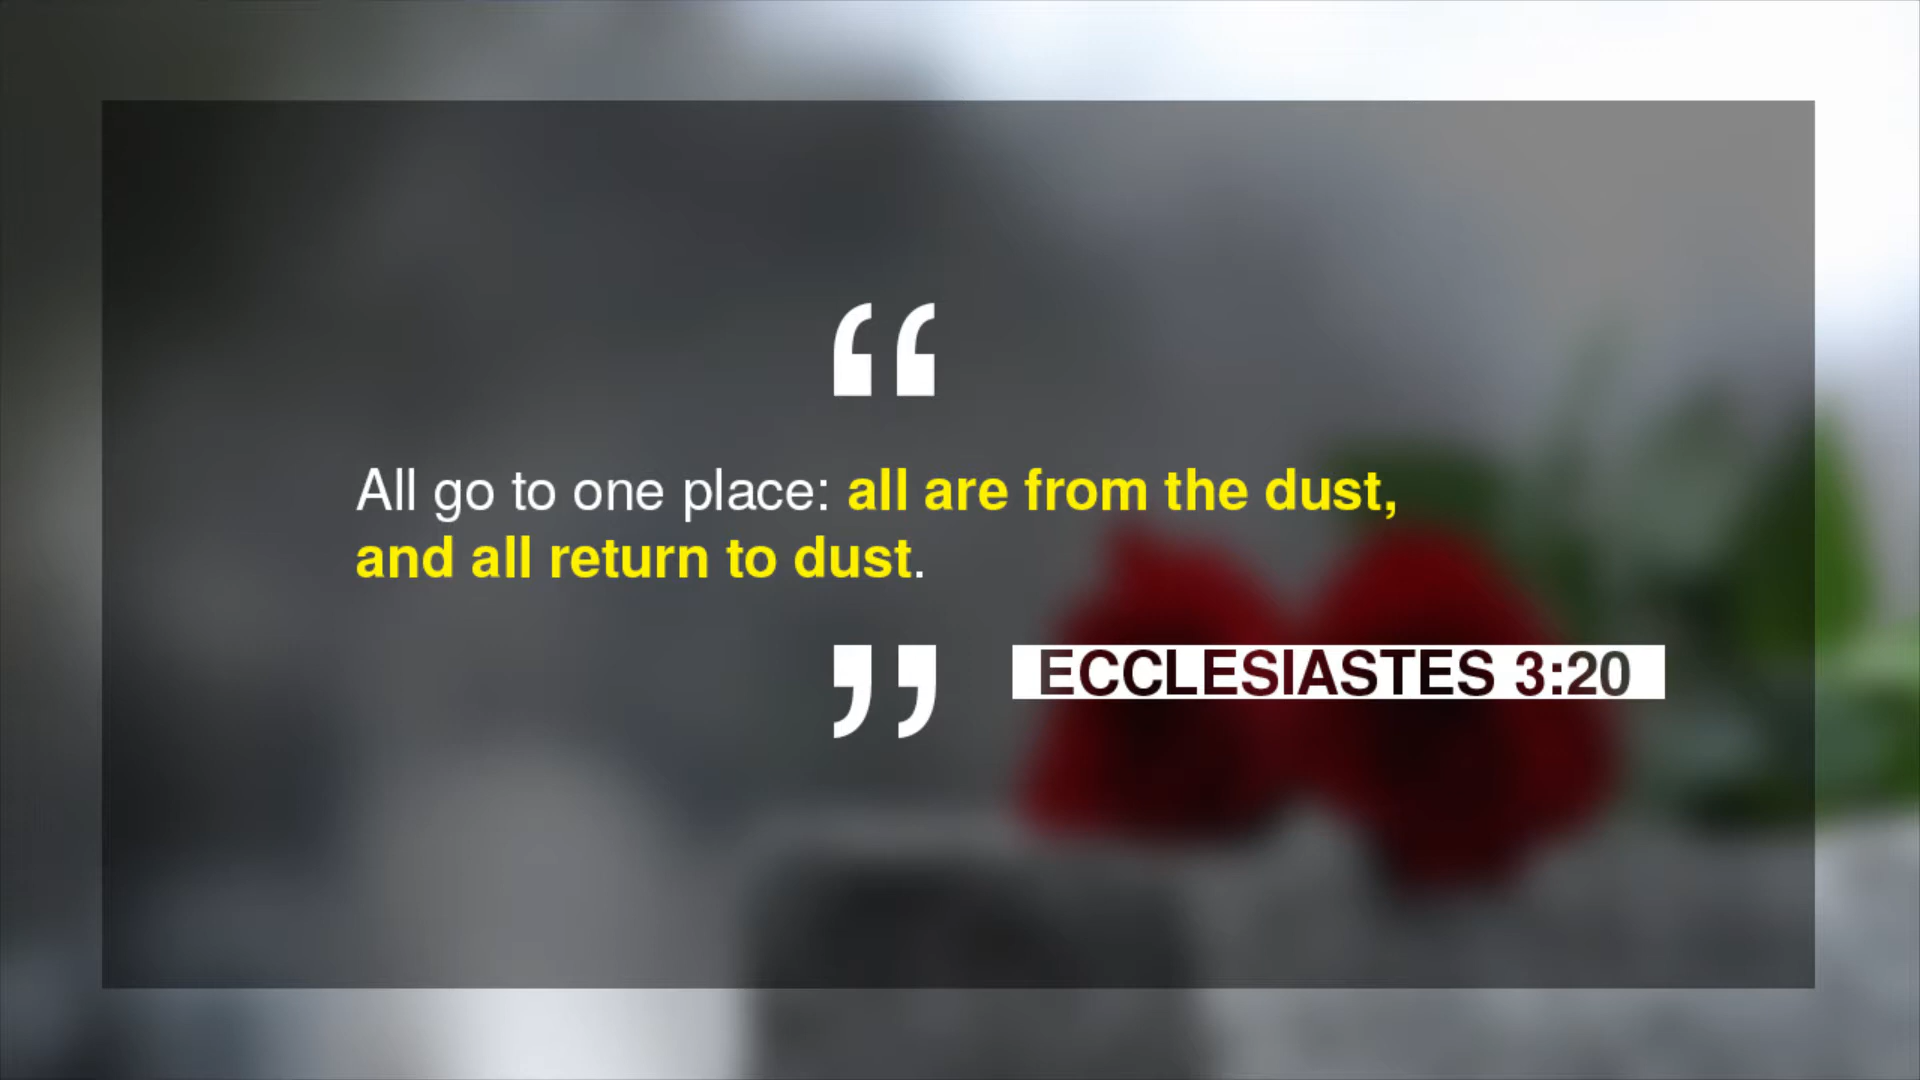 “
All go to one place: all are from the dust,
and all return to dust.
”
ECCLESIASTES 3:20